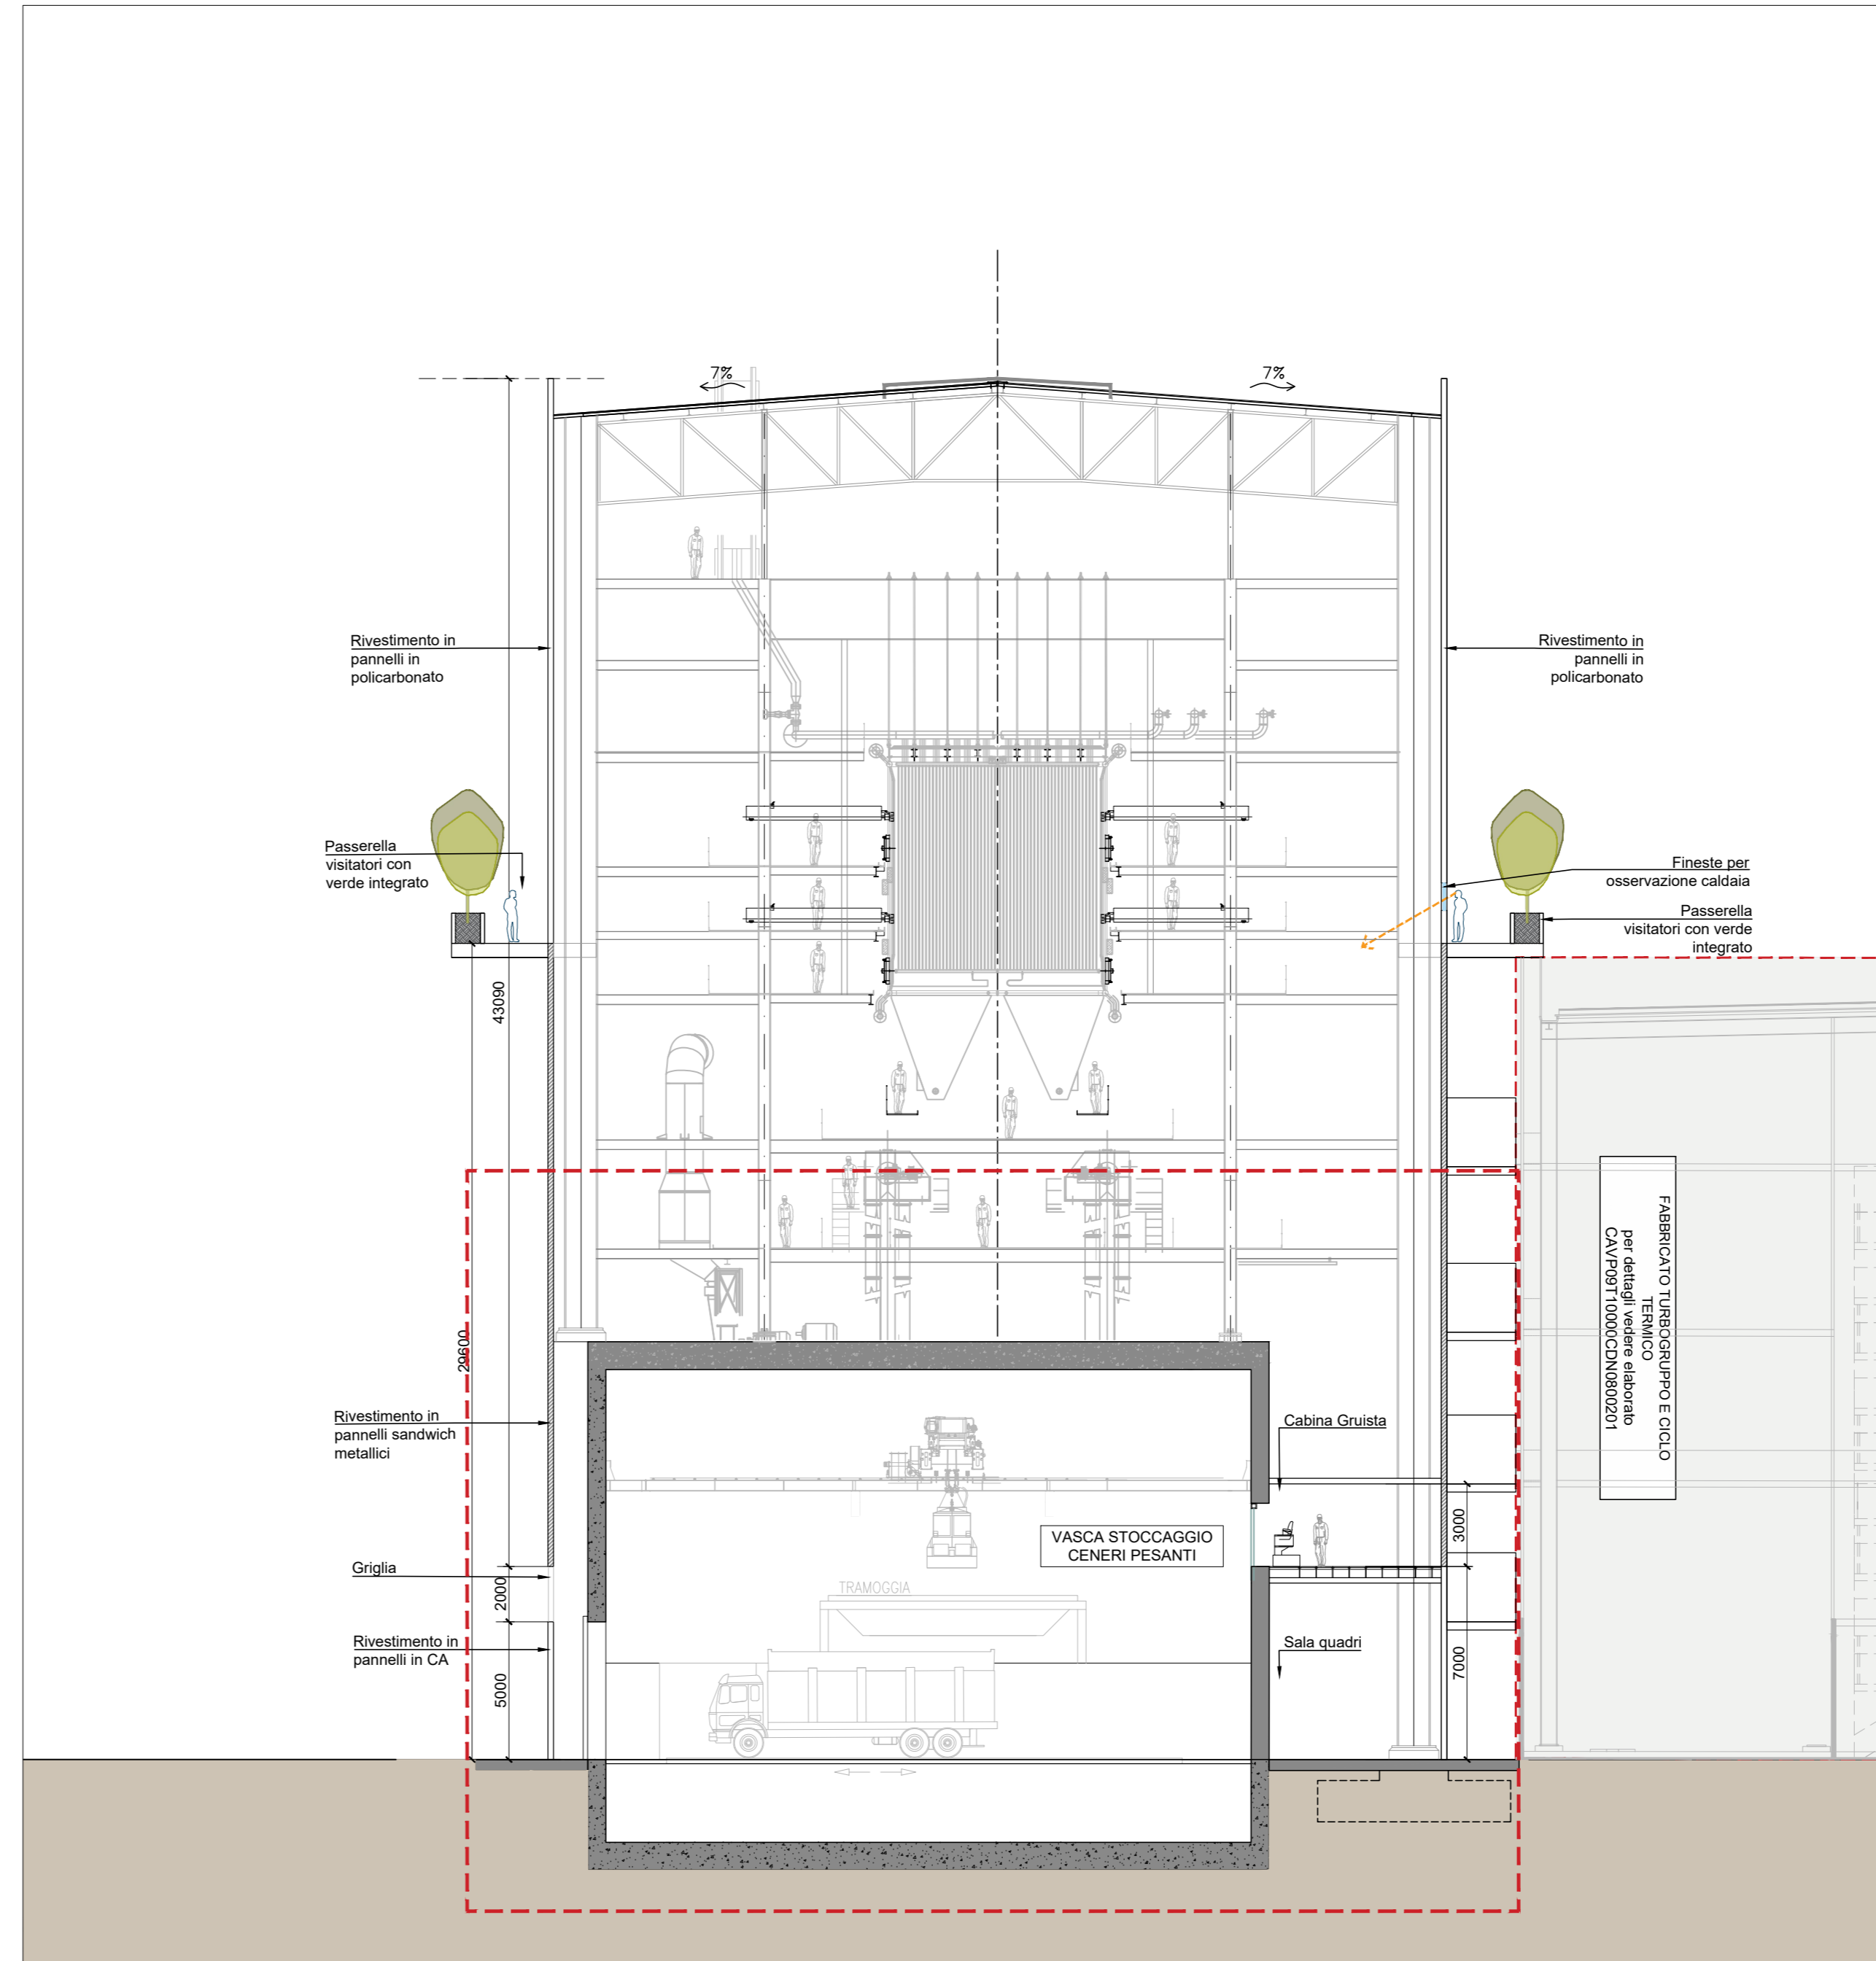 7%
7%
Rivestimento in
pannelli in
policarbonato
Rivestimento in
pannelli in
policarbonato
Passerella
visitatori con
verde integrato
Fineste per
osservazione caldaia
Passerella
visitatori con verde
integrato
43090
29600
FABBRICATO TURBOGRUPPO E CICLO
TERMICO
per dettagli vedere elaborato
CAVP09T10000CDN0800201
Rivestimento in
pannelli sandwich
metallici
Cabina Gruista
VASCA STOCCAGGIO
CENERI PESANTI
3000
Griglia
2000
TRAMOGGIA
Rivestimento in
pannelli in CA
Sala quadri
5000
7000